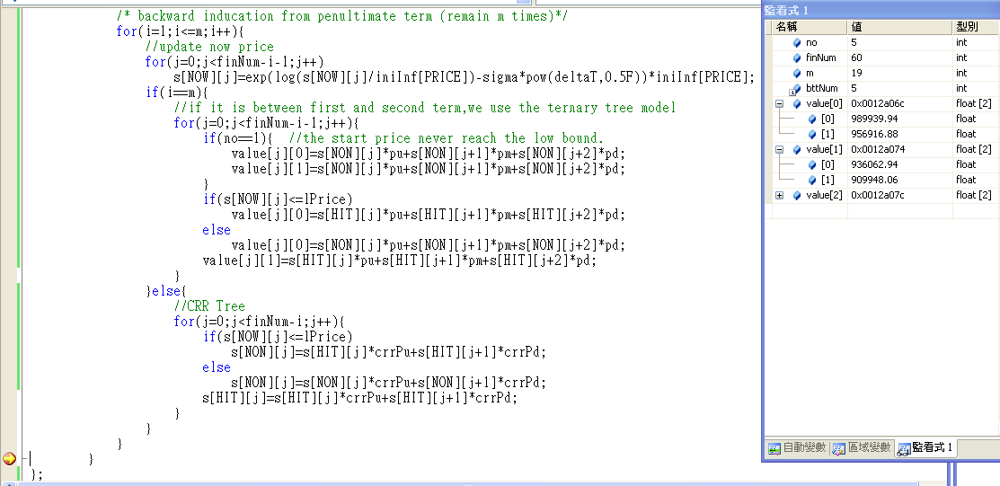 /* backward inducation from penultimate term (remain m times)*/
for(i=1;i<=m;i++){
//update now price
for(j=0;j<finNum-i-1;j++)
s[NOW][j]=exp(log(s[NOW][j]/iniInf[PRICE])-sigma*pow(deltaT,0.5F))*iniInf[PRICE];
if(i==m){
//if it is between first and second term,we use the ternary tree model
for(j=0;j<finNum-i-1;j++){
if(no==1){  //the start price never reach the low bound.
value[j][0]=s[NON][j]*pu+s[NON][j+1]*pm+s[NON][j+2]*pd;
value[j][1]=s[NON][j]*pu+s[NON][j+1]*pm+s[NON][j+2]*pd;
}
if(s[NOW][j]<=lPrice)
value[j][0]=s[HIT][j]*pu+s[HIT][j+1]*pm+s[HIT][j+2]*pd;
else
value[j][0]=s[NON][j]*pu+s[NON][j+1]*pm+s[NON][j+2]*pd;
value[j][1]=s[HIT][j]*pu+s[HIT][j+1]*pm+s[HIT][j+2]*pd;
}
}else{
//CRR Tree
for(j=0;j<finNum-i;j++){
if(s[NOW][j]<=lPrice)
s[NON][j]=s[HIT][j]*crrPu+s[HIT][j+1]*crrPd;
else
s[NON][j]=s[NON][j]*crrPu+s[NON][j+1]*crrPd;
s[HIT][j]=s[HIT][j]*crrPu+s[HIT][j+1]*crrPd;
}
}
}
}
};
監看式 1
名稱 值 型別
no 5 int
finNum 60 int
m 19 int
bttNum 5 int
value[0] 0x0012a06c float [2]
[0] 989939.94 float
[1] 956916.88 float
value[1] 0x0012a074 float [2]
[0] 936062.94 float
[1] 909948.06 float
value[2] 0x0012a07c float [2]
自動變數 區域變數 監看式 1